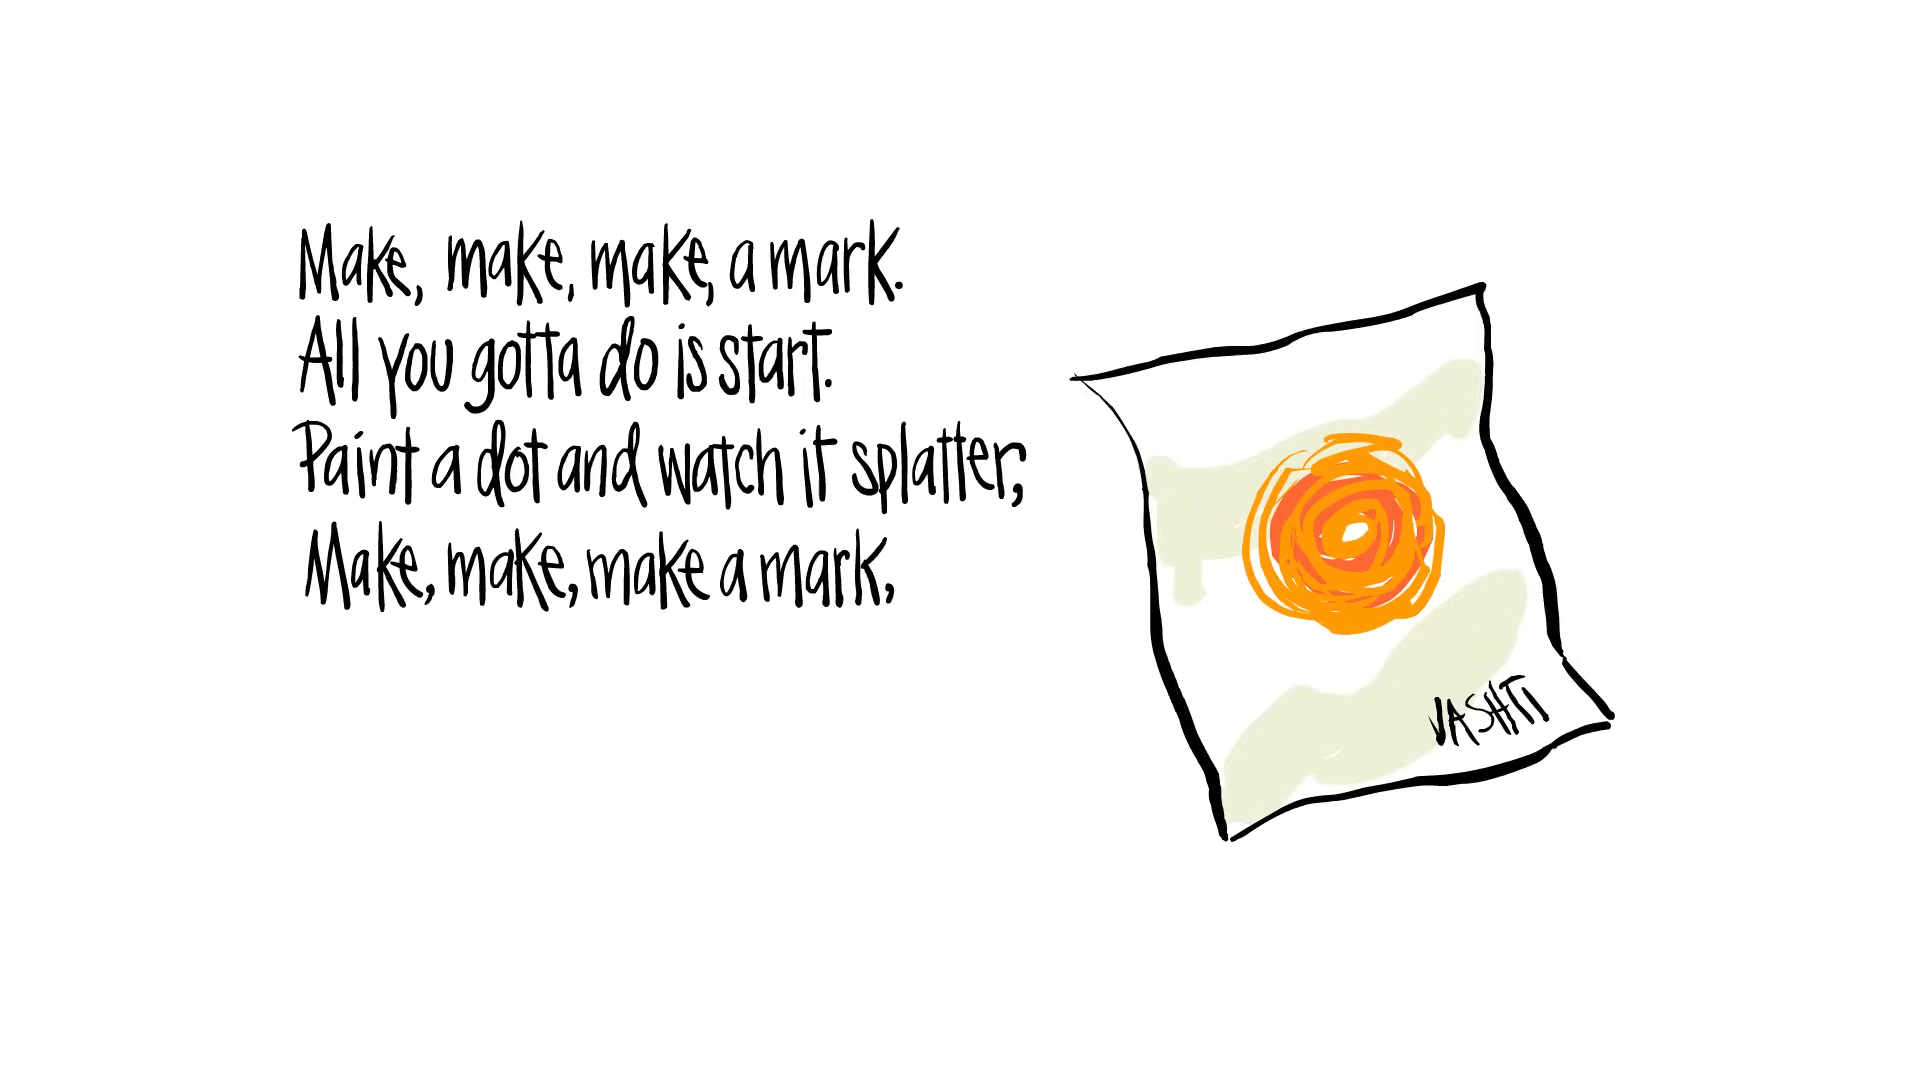 Make, make, make, a mark.
All you gotta do is start.
Paint a dot and watch it splatter,
Make, make, make a mark,
VASHTI